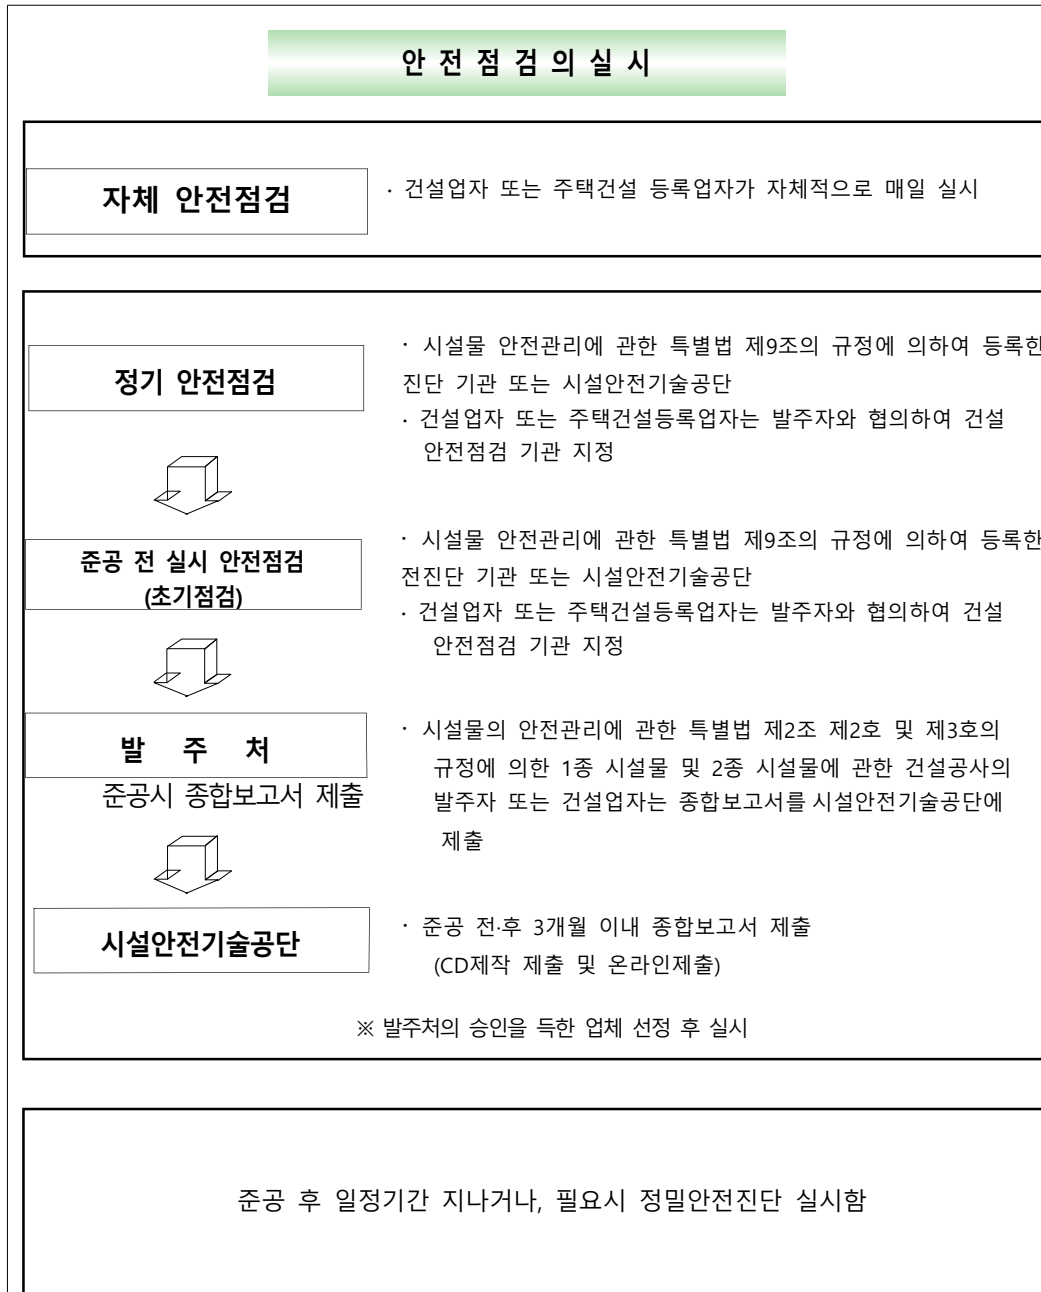 안 전 점 검 의 실 시
자체 안전점검
· 건설업자 또는 주택건설 등록업자가 자체적으로 매일 실시
정기 안전점검
· 시설물 안전관리에 관한 특별법 제9조의 규정에 의하여 등록한
진단 기관 또는 시설안전기술공단
· 건설업자 또는 주택건설등록업자는 발주자와 협의하여 건설
안전점검 기관 지정
준공 전 실시 안전점검
(초기점검)
· 시설물 안전관리에 관한 특별법 제9조의 규정에 의하여 등록한
전진단 기관 또는 시설안전기술공단
· 건설업자 또는 주택건설등록업자는 발주자와 협의하여 건설
안전점검 기관 지정
발 주 처
준공시 종합보고서 제출
· 시설물의 안전관리에 관한 특별법 제2조 제2호 및 제3호의
규정에 의한 1종 시설물 및 2종 시설물에 관한 건설공사의
발주자 또는 건설업자는 종합보고서를 시설안전기술공단에
제출
시설안전기술공단
· 준공 전·후 3개월 이내 종합보고서 제출
(CD제작 제출 및 온라인제출)
※ 발주처의 승인을 득한 업체 선정 후 실시
준공 후 일정기간 지나거나, 필요시 정밀안전진단 실시함